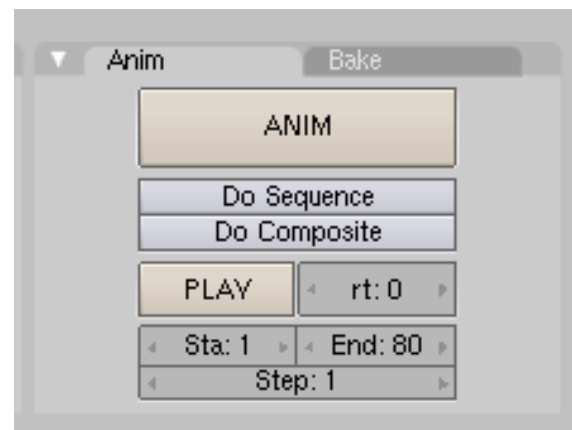 Anim Bake
ANIM
Do Sequence
Do Composite
PLAY rt: 0
Sta: 1 End: 80
Step: 1